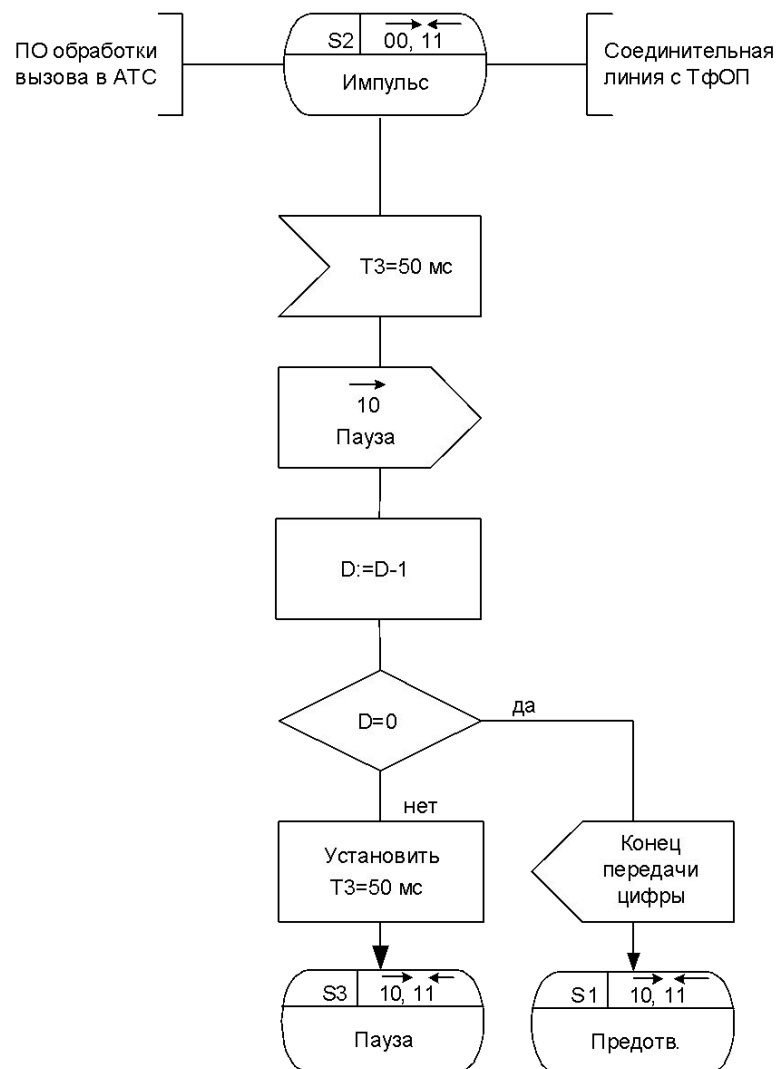 ПО обработки
вызова в АТС
S2
00, 11
Импульс
Соединительная
линия с ТфОП
Т3=50 мс
10
Пауза
D:=D-1
D=0
да
нет
Установить
Т3=50 мс
Конец
передачи
цифры
S3
10, 11
Пауза
S1
10, 11
Предотв.